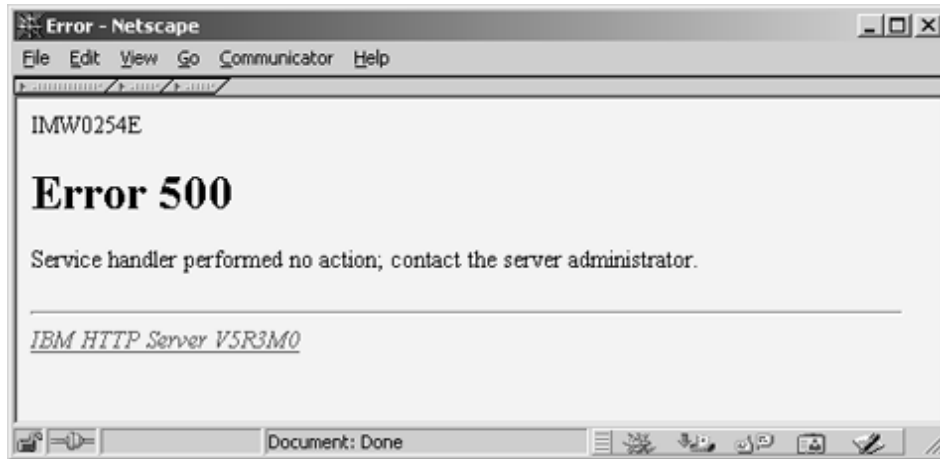 Error - Netscape
File Edit View Go Communicator Help
IMW0254E
Error 500
Service handler performed no action; contact the server administrator.
IBM HTTP Server V5R3M0
Document: Done